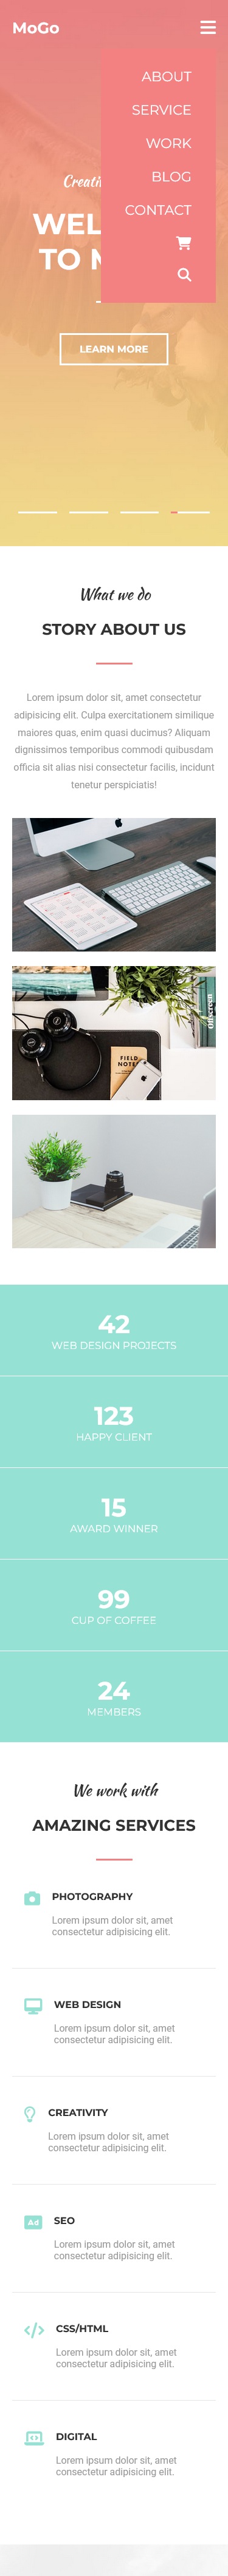 MoGo
ABOUT
SERVICE
WORK
BLOG
CONTACT
LEARN MORE
What we do
STORY ABOUT US
Lorem ipsum dolor sit, amet consectetur
adipisicing elit. Culpa exercitationem similique
maiores quas, enim quasi ducimus? Aliquam
dignissimos temporibus commodi quibusdam
officia sit alias nisi consectetur facilis, incidunt
tenetur perspiciatis!
FIELD
NOTES
42
WEB DESIGN PROJECTS
123
HAPPY CLIENT
15
AWARD WINNER
99
CUP OF COFFEE
24
MEMBERS
We work with
AMAZING SERVICES
PHOTOGRAPHY
Lorem ipsum dolor sit, amet
consectetur adipisicing elit.
WEB DESIGN
Lorem ipsum dolor sit, amet
consectetur adipisicing elit.
CREATIVITY
Lorem ipsum dolor sit, amet
consectetur adipisicing elit.
Ad
SEO
Lorem ipsum dolor sit, amet
consectetur adipisicing elit.
CSS/HTML
Lorem ipsum dolor sit, amet
consectetur adipisicing elit.
DIGITAL
Lorem ipsum dolor sit, amet
consectetur adipisicing elit.